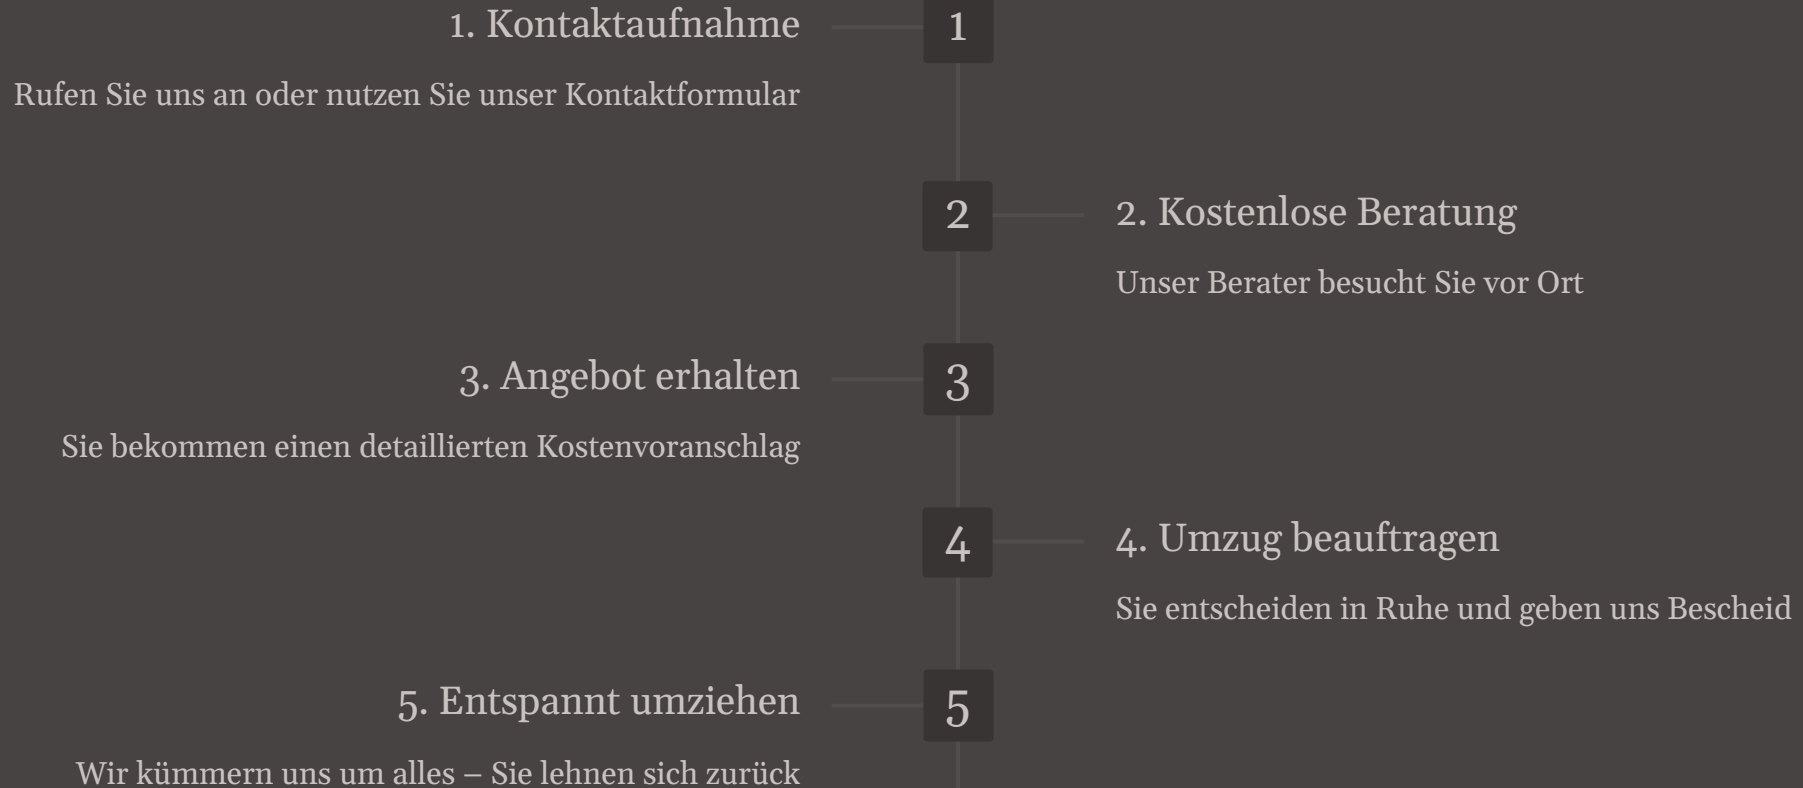 1. Kontaktaufnahme
1
Rufen Sie uns an oder nutzen Sie unser Kontaktformular
2
2. Kostenlose Beratung
Unser Berater besucht Sie vor Ort
3. Angebot erhalten
3
Sie bekommen einen detaillierten Kostenvoranschlag
4
4. Umzug beauftragen
Sie entscheiden in Ruhe und geben uns Bescheid
5. Entspannt umziehen
5
Wir kümmern uns um alles – Sie lehnen sich zurück